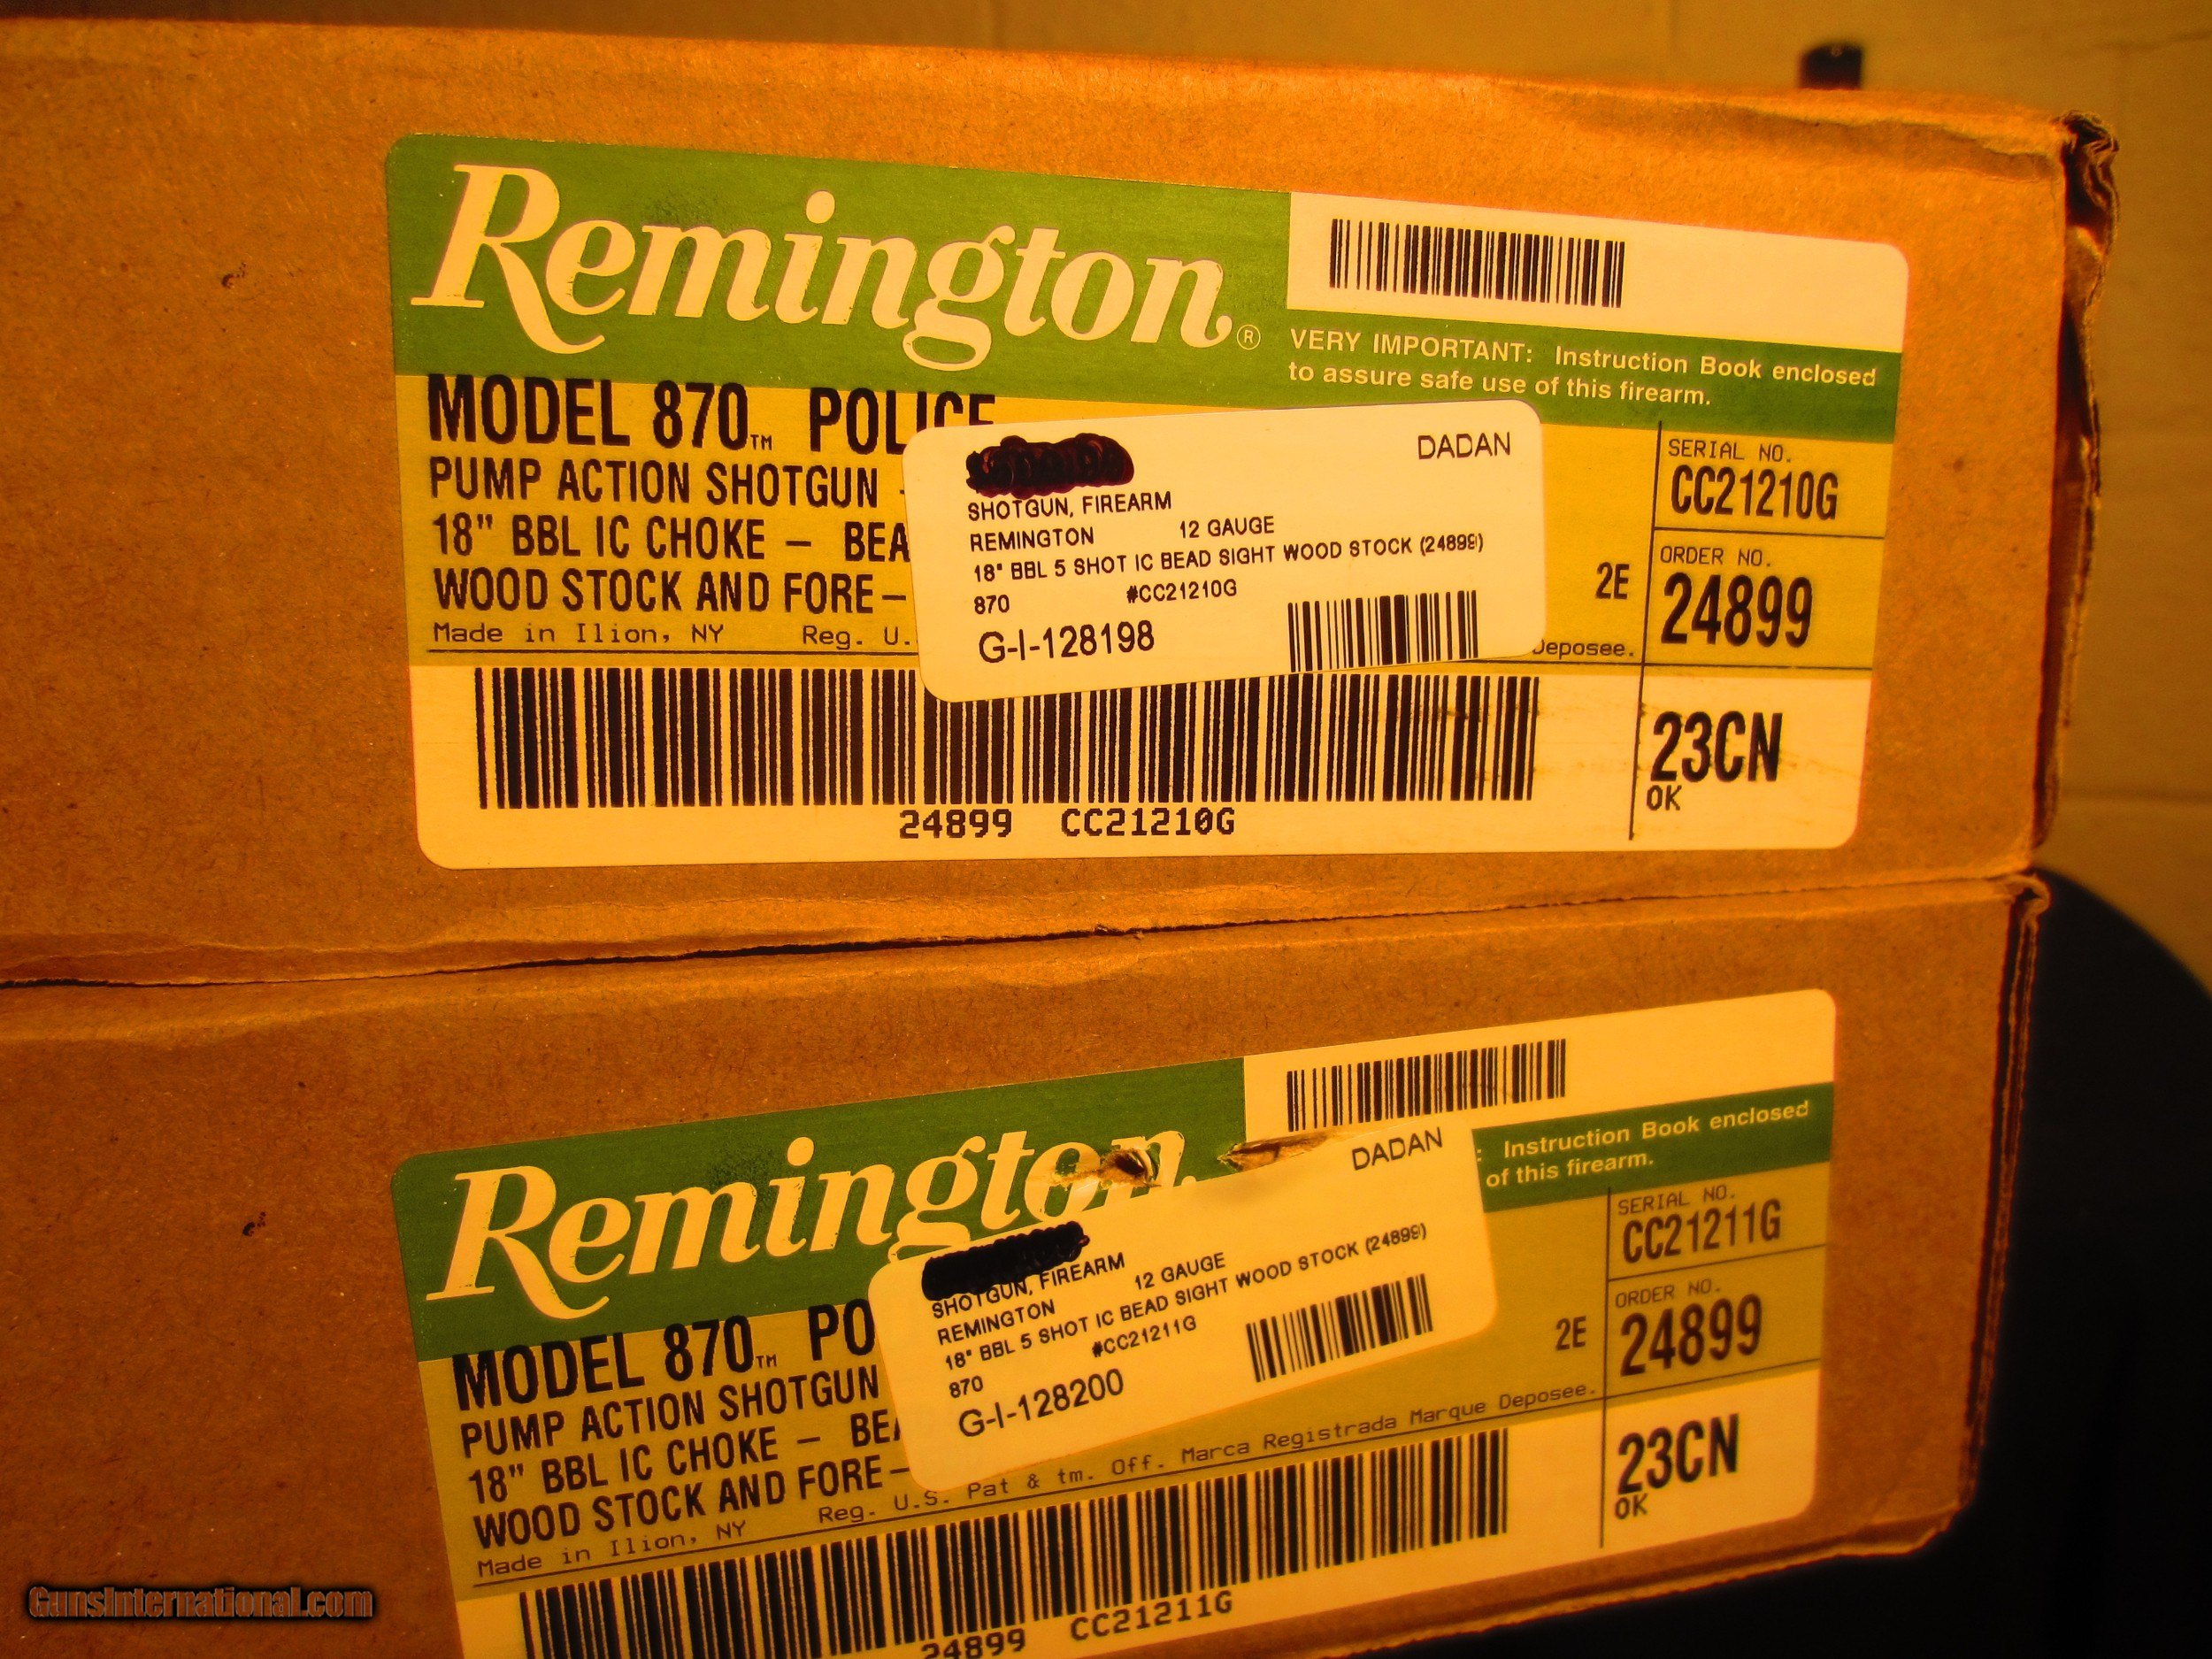 Remington®
VERY IMPORTANT: Instruction Book enclosed
to assure safe use of this firearm.
MODEL 870™ POLICE
PUMP ACTION SHOTGUN -
18" BBL IC CHOKE – BEA
WOOD STOCK AND FORE–
Made in Ilion, NY Reg. U.
DADAN
SHOTGUN, FIREARM
REMINGTON 12 GAUGE
18" BBL 5 SHOT IC BEAD SIGHT WOOD STOCK (24899)
870 #CC21210G
G-I-128198
2E
Deposee.
SERIAL NO.
CC21210G
ORDER NO.
24899
23CN
OK
24899 CC21210G
Remington
: Instruction Book enclosed
of this firearm.
MODEL 870™ PO
PUMP ACTION SHOTGUN
18" BBL IC CHOKE – BEA
WOOD STOCK AND FORE–
Made in Ilion, NY Reg. U.S. Pat & tm. Off. Marca Registrada Marque Deposee.
DADAN
SHOTGUN, FIREARM
REMINGTON 12 GAUGE
18" BBL 5 SHOT IC BEAD SIGHT WOOD STOCK (24899)
870 #CC21211G
G-I-128200
2E
SERIAL NO.
CC21211G
ORDER NO.
24899
23CN
OK
24899 CC21211G
GunsInternational.com